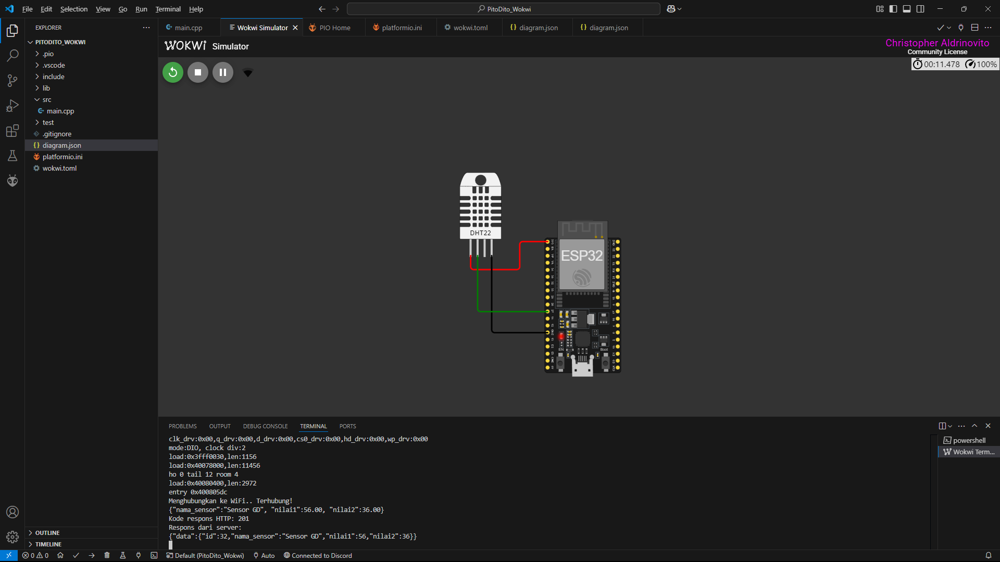 File Edit Selection View Go Run Terminal Help
PitoDito_Wokwi
EXPLORER
PITODITO_WOKWI
.pio
.vscode
include
lib
src
main.cpp
test
.gitignore
diagram.json
platformio.ini
wokwi.toml
OUTLINE
TIMELINE
main.cpp Wokwi Simulator PIO Home platformio.ini wokwi.toml diagram.json diagram.json
WOKWI Simulator
Christopher Aldrinovito
Community License
00:11.478 100%
DHT22
ESP32
EN Boot
PROBLEMS OUTPUT DEBUG CONSOLE TERMINAL PORTS
clk_drv:0x00,q_drv:0x00,d_drv:0x00,cs0_drv:0x00,hd_drv:0x00,wp_drv:0x00
mode:DIO, clock div:2
load:0x3fff0030,len:1156
load:0x40078000,len:11456
ho 0 tail 12 room 4
load:0x40080400,len:2972
entry 0x400805dc
Menghubungkan ke WiFi.. Terhubung!
{"nama_sensor":"Sensor GD", "nilai1":56.00, "nilai2":36.00}
Kode respons HTTP: 201
Respons dari server:
{"data":{"id":32,"nama_sensor":"Sensor GD","nilai1":56,"nilai2":36}}
powershell
Wokwi Term...
0 0 Default (PitoDito_Wokwi) Auto Connected to Discord